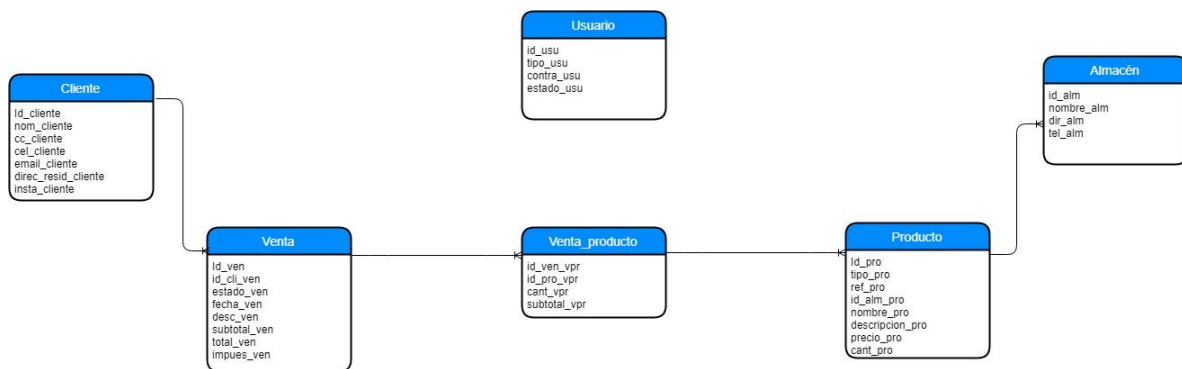 Usuario
id_usu
tipo_usu
contra_usu
estado_usu
Cliente
Id_cliente
nom_cliente
cc_cliente
cel_cliente
email_cliente
direc_resid_cliente
insta_cliente
Almacén
id_alm
nombre_alm
dir_alm
tel_alm
Venta
Id_ven
id_cli_ven
estado_ven
fecha_ven
desc_ven
subtotal_ven
total_ven
impues_ven
Venta_producto
id_ven_vpr
id_pro_vpr
cant_vpr
subtotal_vpr
Producto
Id_pro
tipo_pro
ref_pro
id_alm_pro
nombre_pro
descripcion_pro
precio_pro
cant_pro